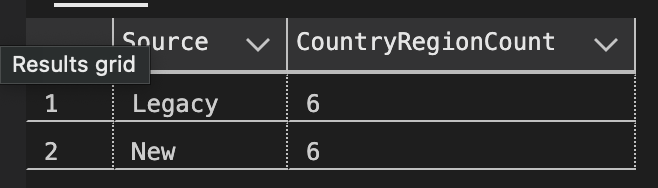 Source CountryRegionCount
Results grid
1 Legacy 6
2 New 6